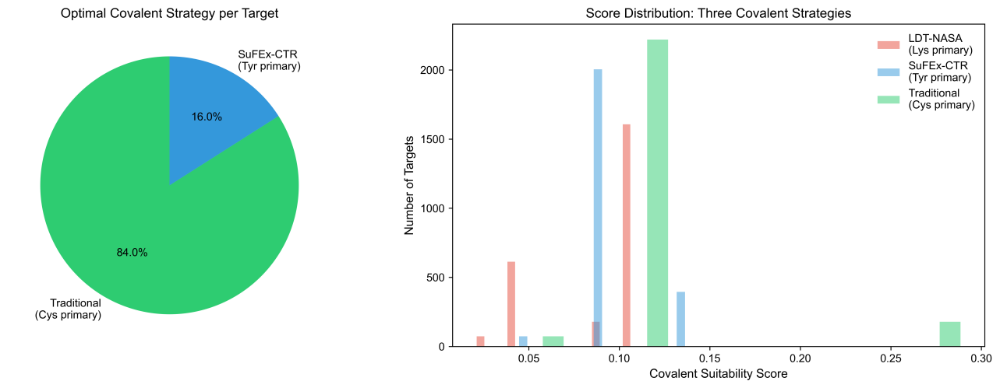 Optimal Covalent Strategy per Target
SuFEx-CTR
(Tyr primary)
16.0%
84.0%
Traditional
(Cys primary)
Score Distribution: Three Covalent Strategies
LDT-NASA
(Lys primary)
SuFEx-CTR
(Tyr primary)
Traditional
(Cys primary)
Number of Targets
2000
1500
1000
500
0
0.05
0.10
0.15
0.20
0.25
0.30
Covalent Suitability Score